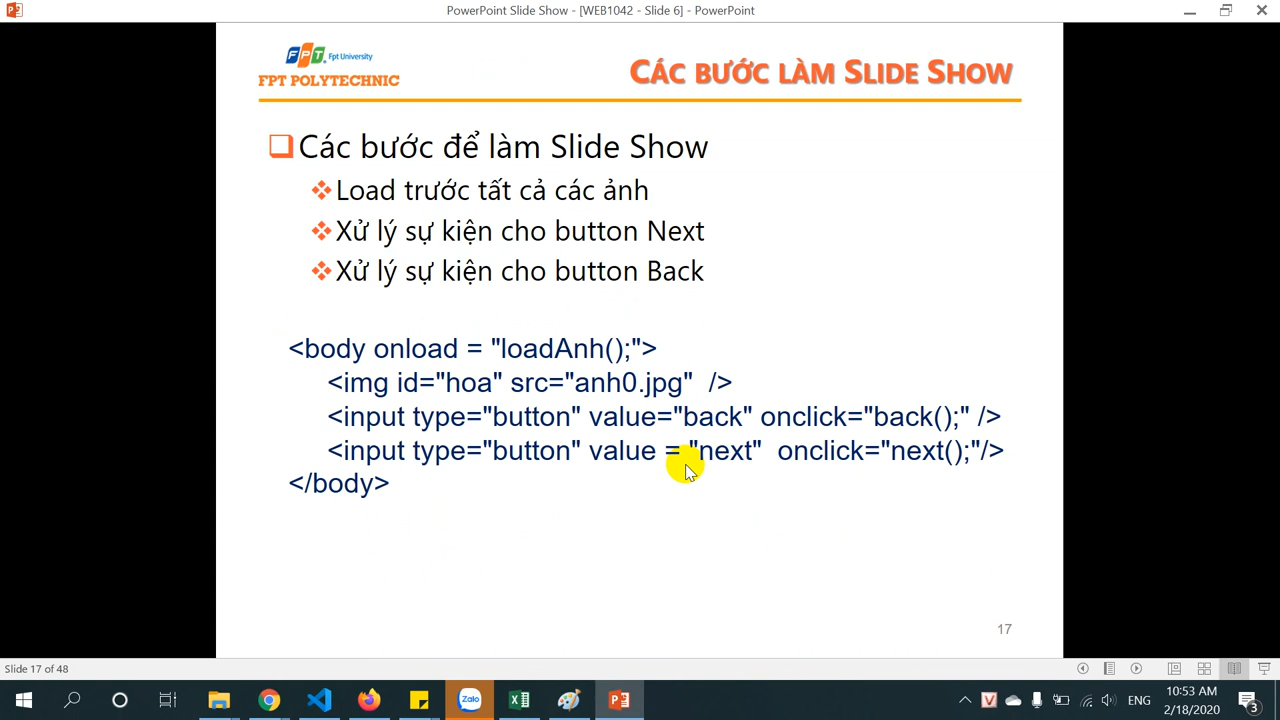 PowerPoint Slide Show - [WEB1042 - Slide 6] - PowerPoint
FPT Fpt University
FPT POLYTECHNIC
CÁC BƯỚC LÀM SLIDE SHOW
Các bước để làm Slide Show
Load trước tất cả các ảnh
Xử lý sự kiện cho button Next
Xử lý sự kiện cho button Back
<body onload = "loadAnh();">
<img id="hoa" src="anh0.jpg"  />
<input type="button" value="back" onclick="back();" />
<input type="button" value = "next"  onclick="next();"/>
</body>
17
Slide 17 of 48
Zalo
ENG
10:53 AM
2/18/2020
3